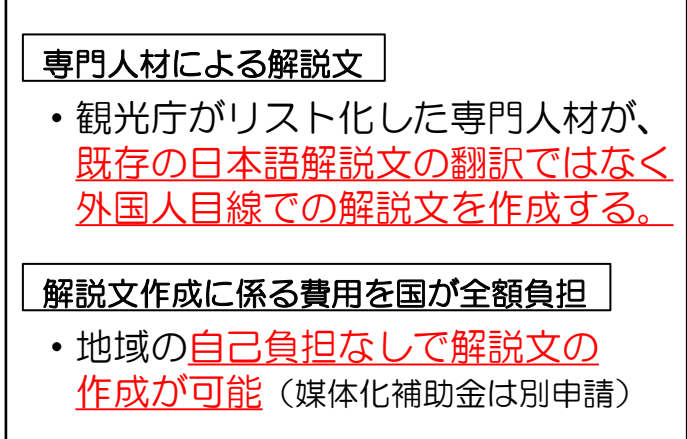 専門人材による解説文
・観光庁がリスト化した専門人材が、
既存の日本語解説文の翻訳ではなく
外国人目線での解説文を作成する。
解説文作成に係る費用を国が全額負担
・地域の自己負担なしで解説文の
作成が可能（媒体化補助金は別申請）